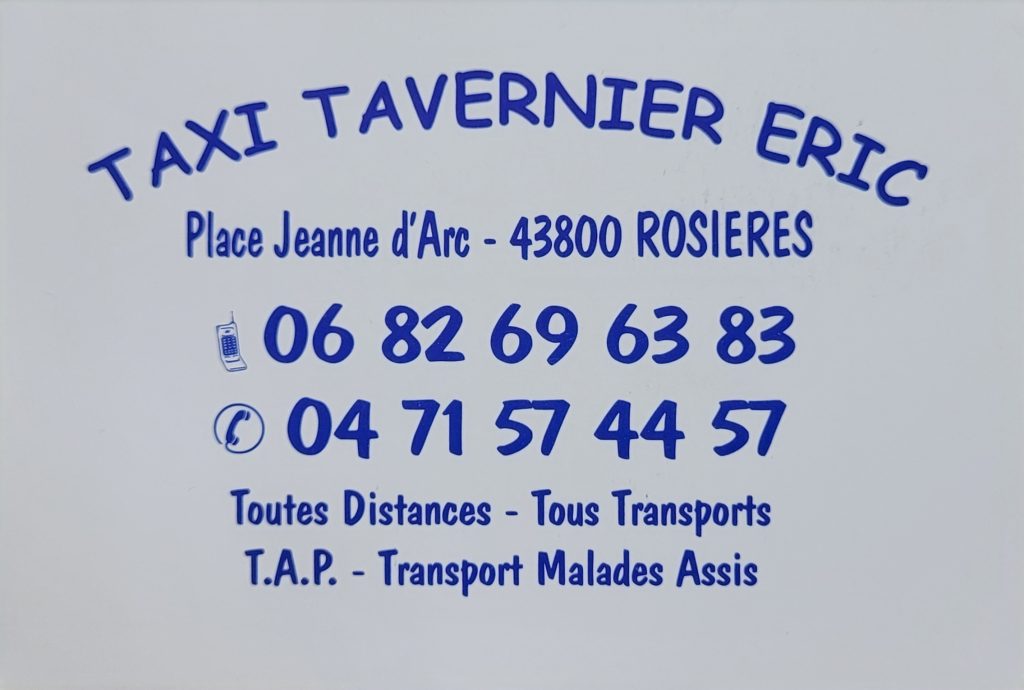 TAXI TAVERNIER ERIC
Place Jeanne d'Arc - 43800 ROSIERES
06 82 69 63 83
04 71 57 44 57
Toutes Distances - Tous Transports
T.A.P. - Transport Malades Assis